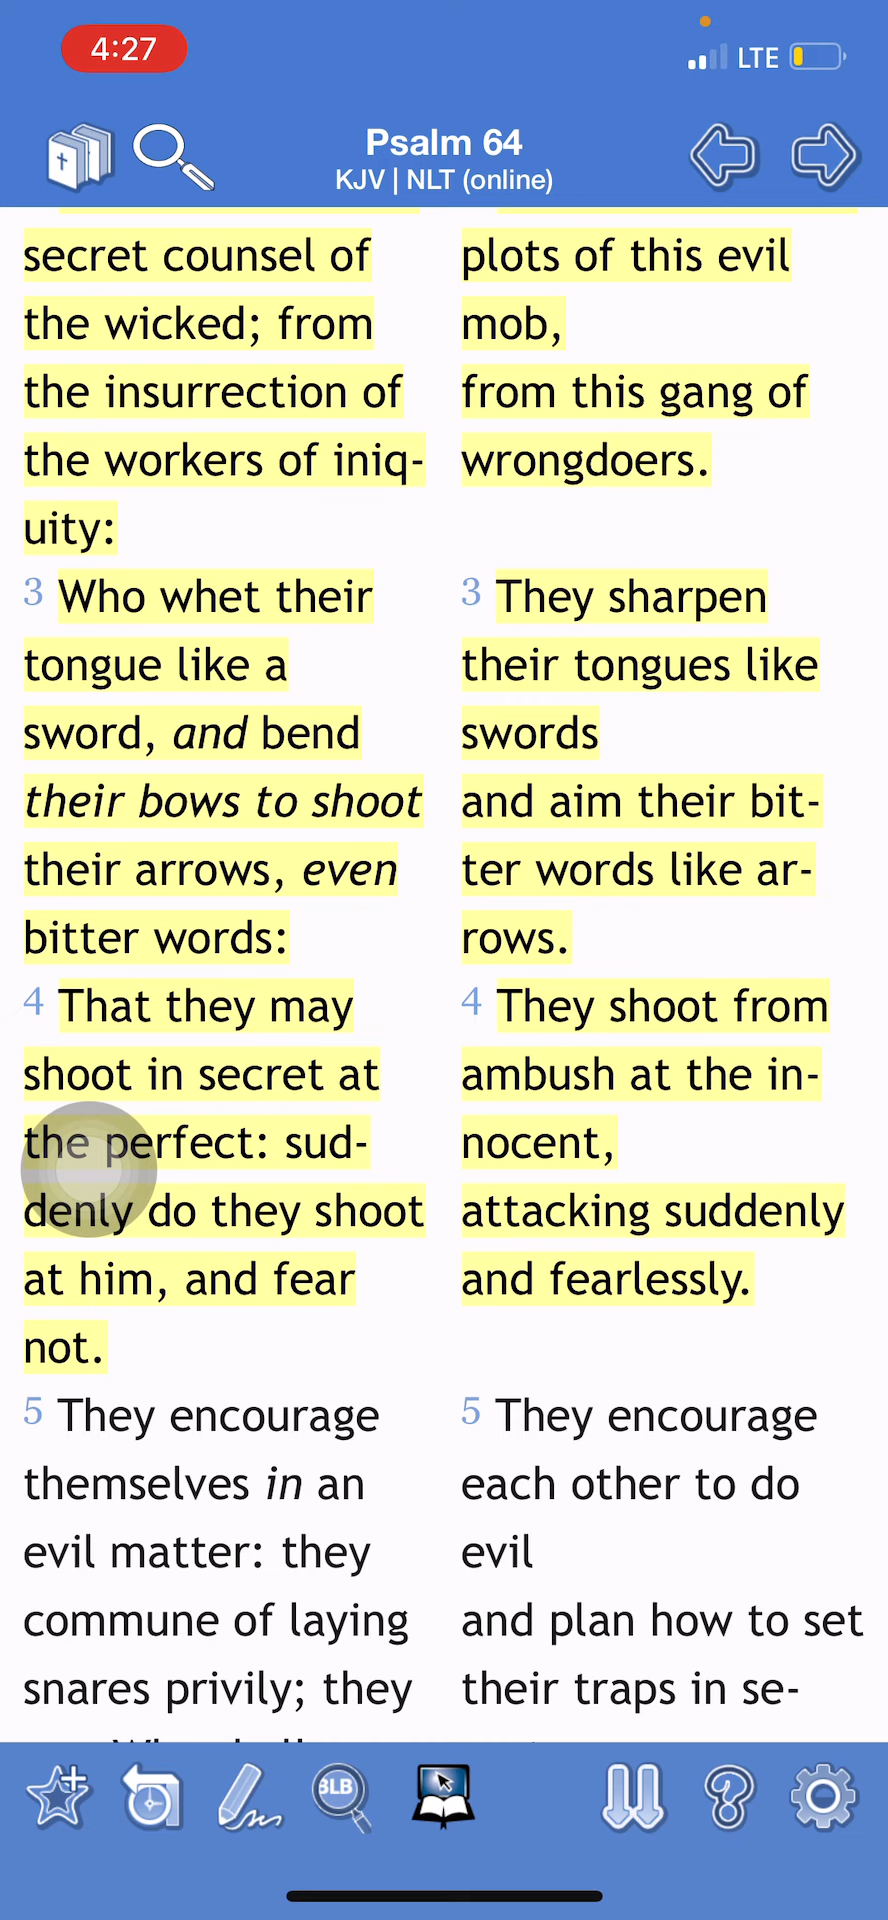 4:27
LTE
Psalm 64
KJV | NLT (online)
secret counsel of
the wicked; from
the insurrection of
the workers of iniq-
uity:
3 Who whet their
tongue like a
sword, and bend
their bows to shoot
their arrows, even
bitter words:
4 That they may
shoot in secret at
the perfect: sud-
denly do they shoot
at him, and fear
not.
5 They encourage
themselves in an
evil matter: they
commune of laying
snares privily; they
plots of this evil
mob,
from this gang of
wrongdoers.
3 They sharpen
their tongues like
swords
and aim their bit-
ter words like ar-
rows.
4 They shoot from
ambush at the in-
nocent,
attacking suddenly
and fearlessly.
5 They encourage
each other to do
evil
and plan how to set
their traps in se-
BLB